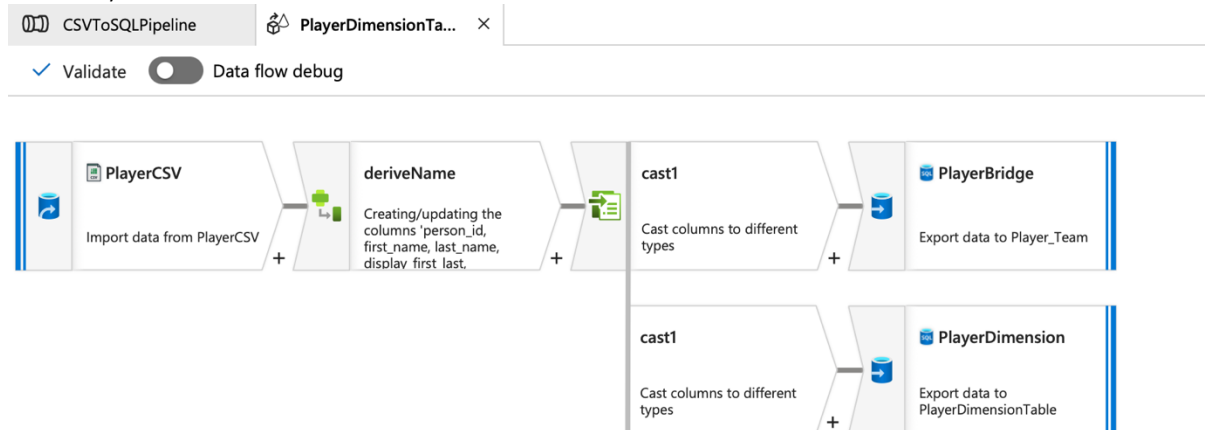 CSVToSQLPipeline
PlayerDimensionTa...
Validate
Data flow debug
PlayerCSV
Import data from PlayerCSV
+
deriveName
Creating/updating the
columns 'person_id,
first_name, last_name,
display_first_last,
+
cast1
Cast columns to different
types
+
PlayerBridge
Export data to Player_Team
cast1
Cast columns to different
types
+
PlayerDimension
Export data to
PlayerDimensionTable